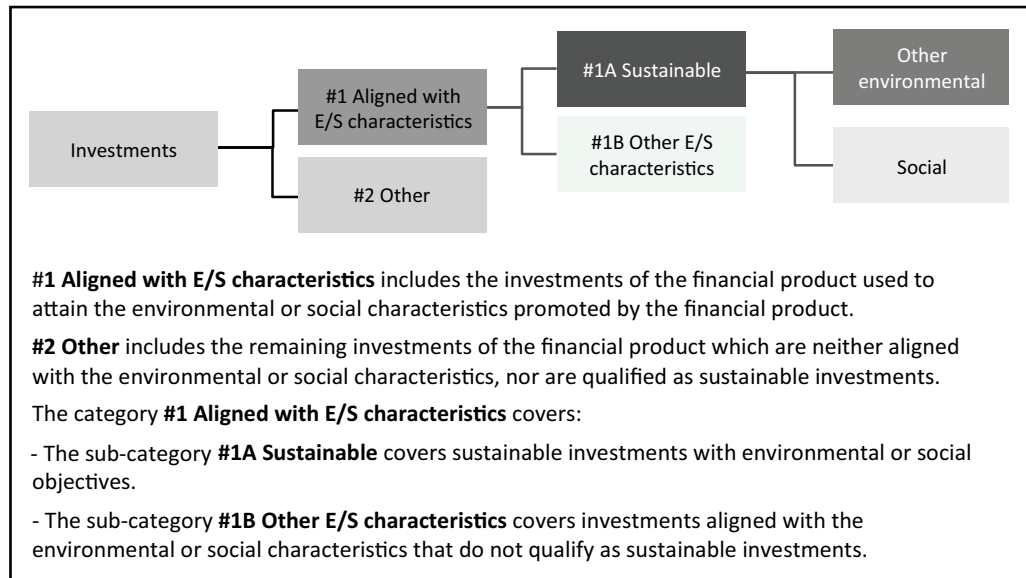 Investments
#1 Aligned with
E/S characteristics
#2 Other
#1A Sustainable
#1B Other E/S
characteristics
Other
environmental
Social
#1 Aligned with E/S characteristics includes the investments of the financial product used to
attain the environmental or social characteristics promoted by the financial product.
#2 Other includes the remaining investments of the financial product which are neither aligned
with the environmental or social characteristics, nor are qualified as sustainable investments.
The category #1 Aligned with E/S characteristics covers:
- The sub-category #1A Sustainable covers sustainable investments with environmental or social
objectives.
- The sub-category #1B Other E/S characteristics covers investments aligned with the
environmental or social characteristics that do not qualify as sustainable investments.